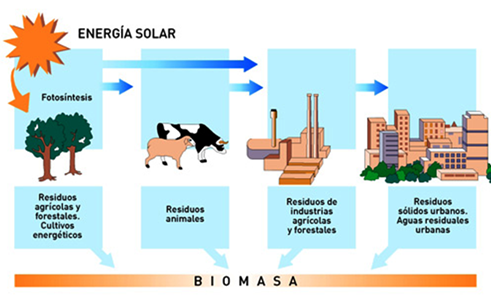 ENERGÍA SOLAR
Fotosíntesis
Residuos
agrícolas y
forestales.
Cultivos
energéticos
Residuos
animales
Residuos de
industrias
agrícolas
y forestales
Residuos
sólidos urbanos.
Aguas residuales
urbanas
BIOMASA